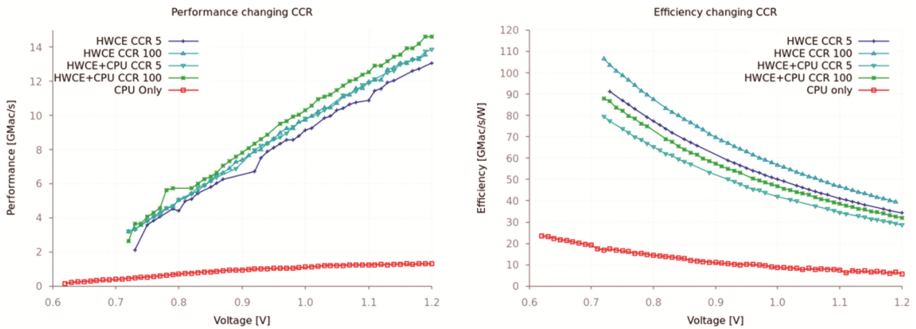 Performance changing CCR
Performance [GMac/s]
14
12
10
8
6
4
2
0
HWCE CCR 5
HWCE CCR 100
HWCE+CPU CCR 5
HWCE+CPU CCR 100
CPU Only
0.6 0.7 0.8 0.9 1.0 1.1 1.2
Voltage [V]
Efficiency changing CCR
Efficiency [GMac/s/W]
120
110
100
90
80
70
60
50
40
30
20
10
0
HWCE CCR 5
HWCE CCR 100
HWCE+CPU CCR 5
HWCE+CPU CCR 100
CPU only
0.6 0.7 0.8 0.9 1.0 1.1 1.2
Voltage [V]